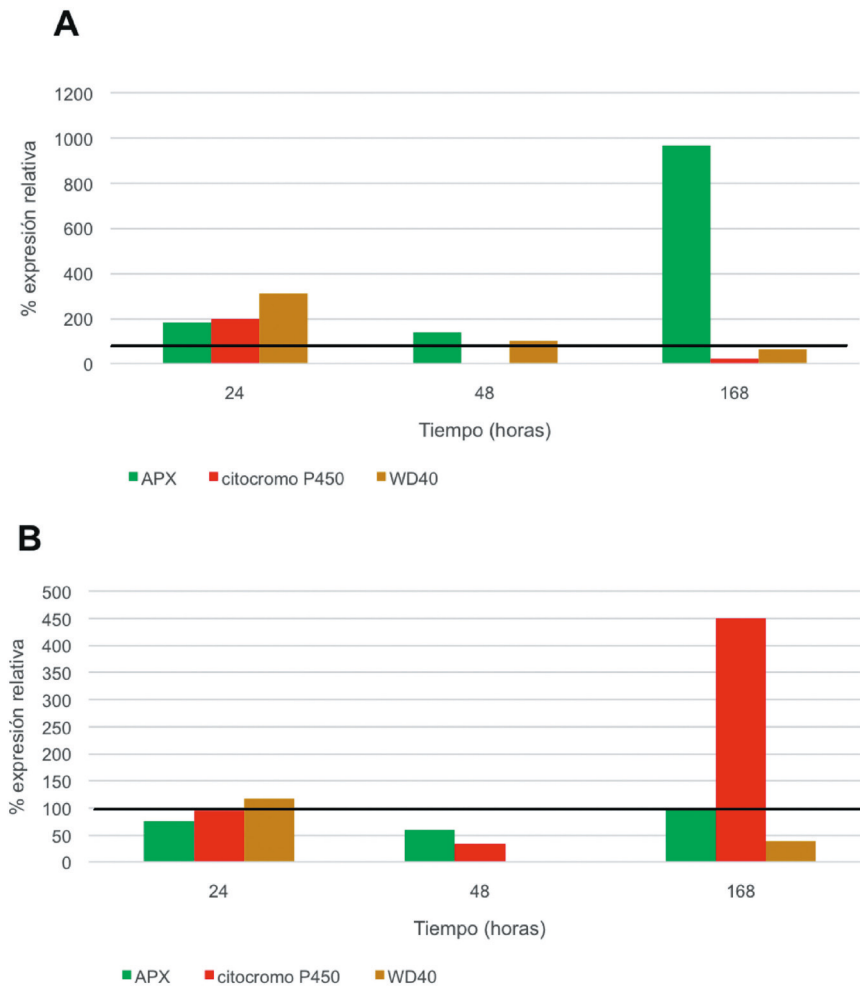 A
% expresión relativa
1200
1000
800
600
400
200
0
24 48 168
Tiempo (horas)
APX citocromo P450 WD40
B
% expresión relativa
500
450
400
350
300
250
200
150
100
50
0
24 48 168
Tiempo (horas)
APX citocromo P450 WD40